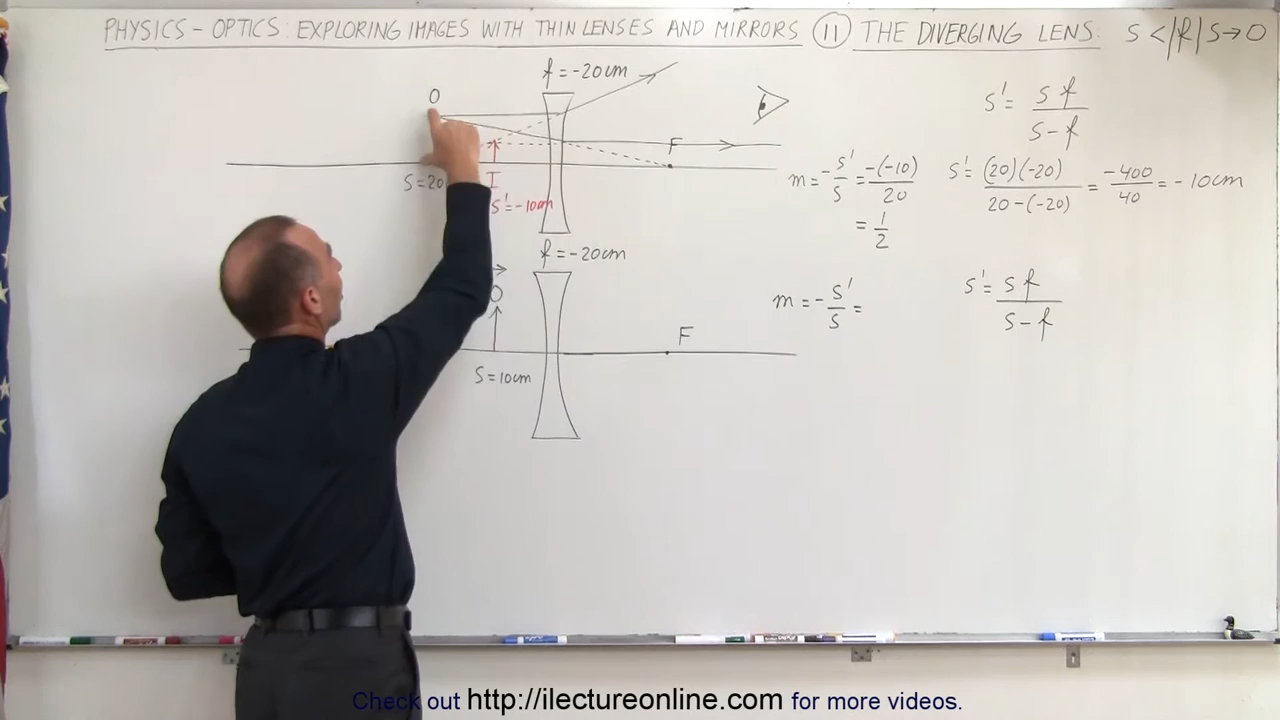 PHYSICS - OPTICS: EXPLORING IMAGES WITH THIN LENSES AND MIRRORS (11) THE DIVERGING LENS: S < |f| S → 0
f = -20cm
O
F
S = 20
I
S' = -10cm
S' = Sf / S - f
m = -S'/S = -(-10)/20
= 1/2
S' = (20)(-20) / 20 - (-20) = -400/40 = -10cm
f = -20cm
O
F
S = 10cm
m = -S'/S =
S' = Sf / S - f
Check out http://ilectureonline.com for more videos.